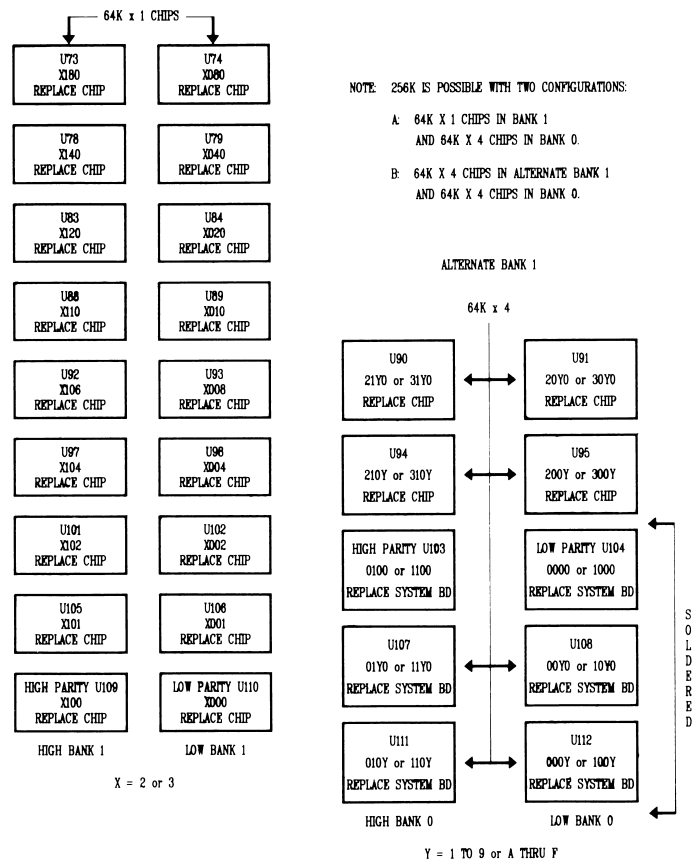 64K x 1 CHIPS
U73
X180
REPLACE CHIP
U74
X080
REPLACE CHIP
U78
X140
REPLACE CHIP
U79
X040
REPLACE CHIP
U83
X120
REPLACE CHIP
U84
X020
REPLACE CHIP
U88
X110
REPLACE CHIP
U89
X010
REPLACE CHIP
U92
X106
REPLACE CHIP
U93
X008
REPLACE CHIP
U97
X104
REPLACE CHIP
U98
X004
REPLACE CHIP
U101
X102
REPLACE CHIP
U102
X002
REPLACE CHIP
U105
X101
REPLACE CHIP
U106
X001
REPLACE CHIP
HIGH PARITY U109
X100
REPLACE CHIP
LOW PARITY U110
X000
REPLACE CHIP
HIGH BANK 1
LOW BANK 1
X = 2 or 3
NOTE: 256K IS POSSIBLE WITH TWO CONFIGURATIONS:
A: 64K X 1 CHIPS IN BANK 1
AND 64K X 4 CHIPS IN BANK 0.
B: 64K X 4 CHIPS IN ALTERNATE BANK 1
AND 64K X 4 CHIPS IN BANK 0.
ALTERNATE BANK 1
64K x 4
U90
21Y0 or 31Y0
REPLACE CHIP
U91
20Y0 or 30Y0
REPLACE CHIP
U94
210Y or 310Y
REPLACE CHIP
U95
200Y or 300Y
REPLACE CHIP
HIGH PARITY U103
0100 or 1100
REPLACE SYSTEM BD
LOW PARITY U104
0000 or 1000
REPLACE SYSTEM BD
U107
01Y0 or 11Y0
REPLACE SYSTEM BD
U108
00Y0 or 10Y0
REPLACE SYSTEM BD
U111
010Y or 110Y
REPLACE SYSTEM BD
U112
000Y or 100Y
REPLACE SYSTEM BD
SOLDERED
HIGH BANK 0
LOW BANK 0
Y = 1 TO 9 or A THRU F